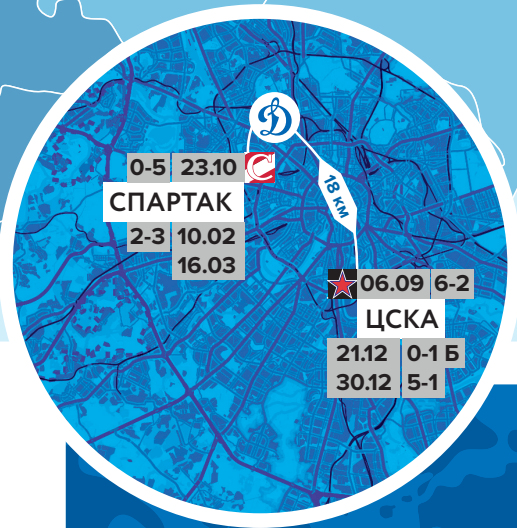 Д
0-5 23.10 С
СПАРТАК
2-3 10.02
16.03
18 км
06.09 6-2
ЦСКА
21.12 0-1 Б
30.12 5-1